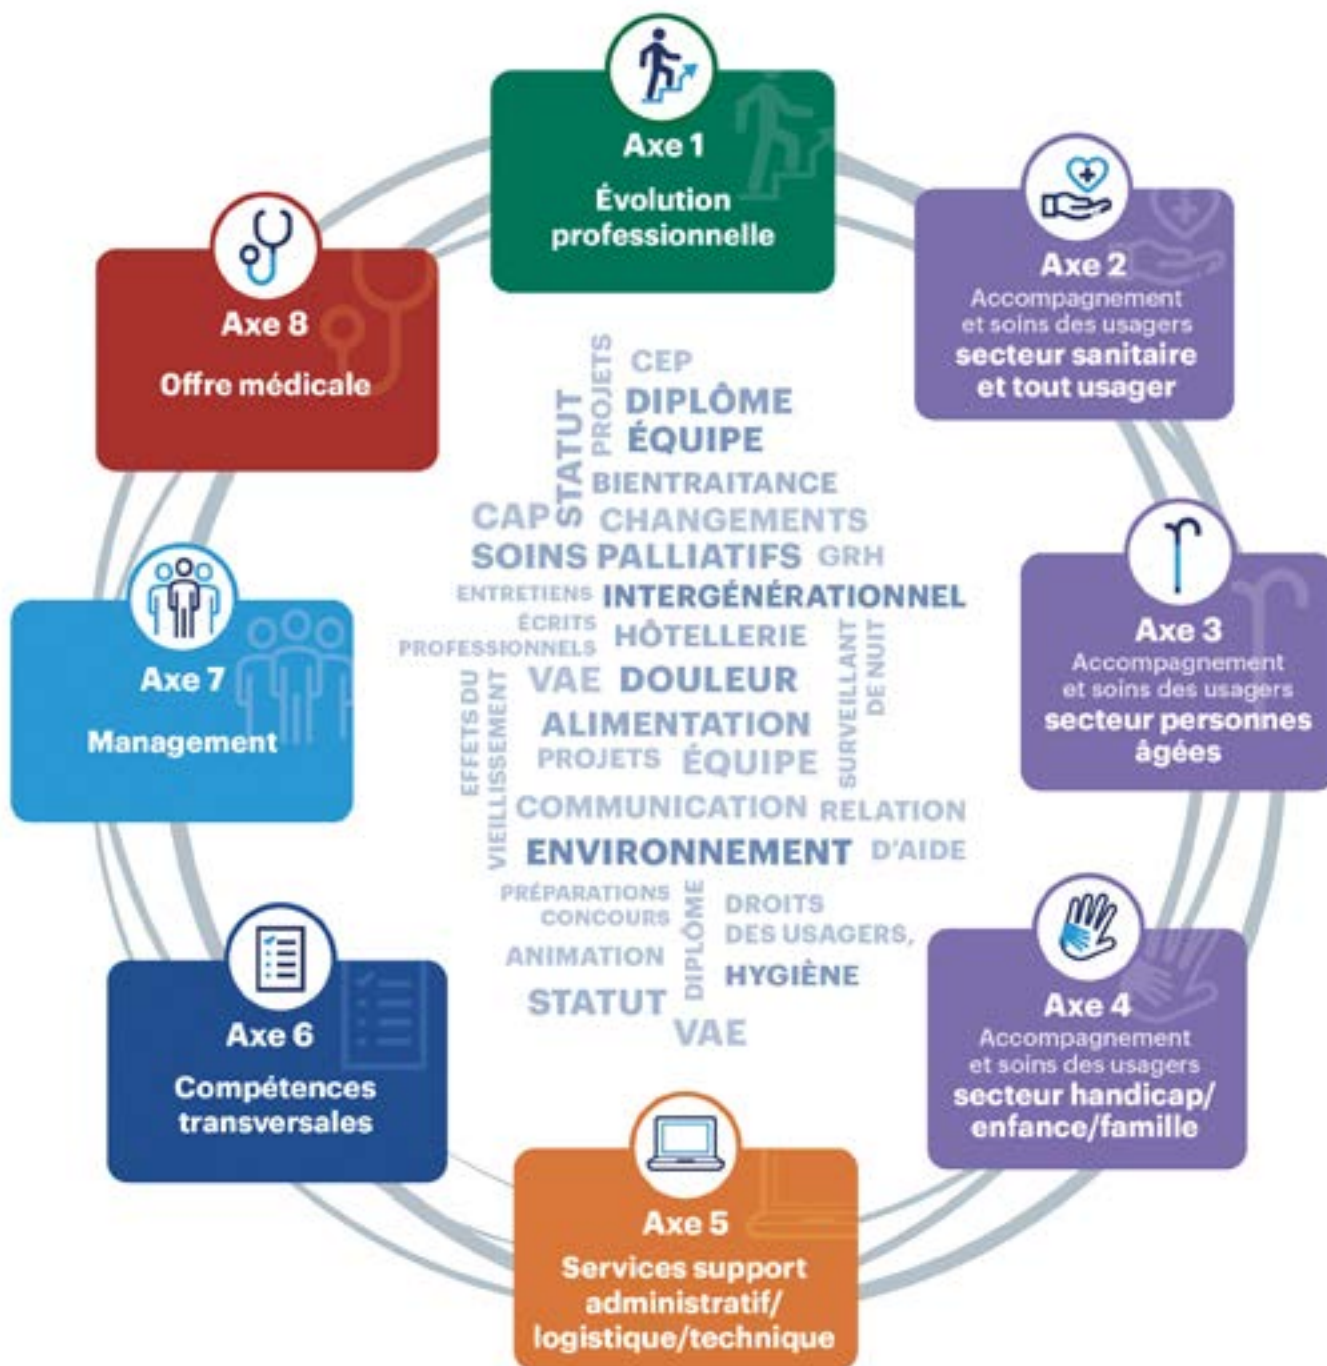 Axe 1
Évolution
professionnelle
Axe 2
Accompagnement
et soins des usagers
secteur sanitaire
et tout usager
Axe 3
Accompagnement
et soins des usagers
secteur personnes
âgées
Axe 4
Accompagnement
et soins des usagers
secteur handicap/
enfance/famille
Axe 5
Services support
administratif/
logistique/technique
Axe 6
Compétences
transversales
Axe 7
Management
Axe 8
Offre médicale
STATUT
PROJETS
CEP
DIPLÔME
ÉQUIPE
BIENTRAITANCE
CAP
CHANGEMENTS
SOINS PALLIATIFS
GRH
ENTRETIENS
INTERGÉNÉRATIONNEL
ÉCRITS
PROFESSIONNELS
HÔTELLERIE
SURVEILLANT
DE NUIT
EFFETS DU
VIEILLISSEMENT
VAE
DOULEUR
ALIMENTATION
PROJETS
ÉQUIPE
COMMUNICATION
RELATION
D'AIDE
ENVIRONNEMENT
PRÉPARATIONS
CONCOURS
DIPLÔME
DROITS
DES USAGERS,
HYGIÈNE
ANIMATION
STATUT
VAE